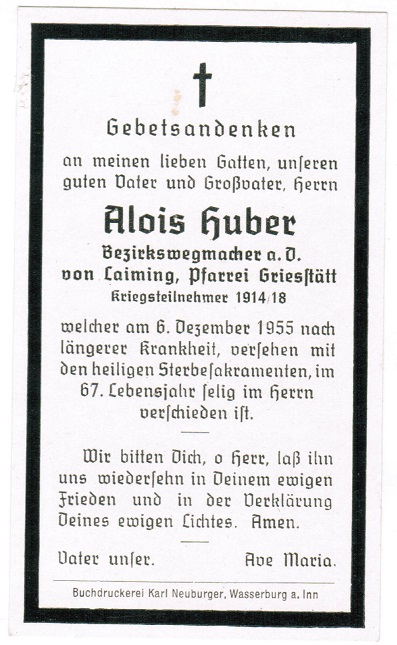 Gebetsandenken
an meinen lieben Gatten, unseren
guten Vater und Großvater, Herrn
Alois Huber
Bezirkswegmacher a. D.
von Laiming, Pfarrei Griesstätt
Kriegsteilnehmer 1914/18
welcher am 6. Dezember 1955 nach
längerer Krankheit, versehen mit
den heiligen Sterbesakramenten, im
67. Lebensjahr selig im Herrn
verschieden ist.
Wir bitten Dich, o Herr, laß ihn
uns wiedersehn in Deinem ewigen
Frieden und in der Verklärung
Deines ewigen Lichtes. Amen.
Vater unser. Ave Maria.
Buchdruckerei Karl Neuburger, Wasserburg a. Inn